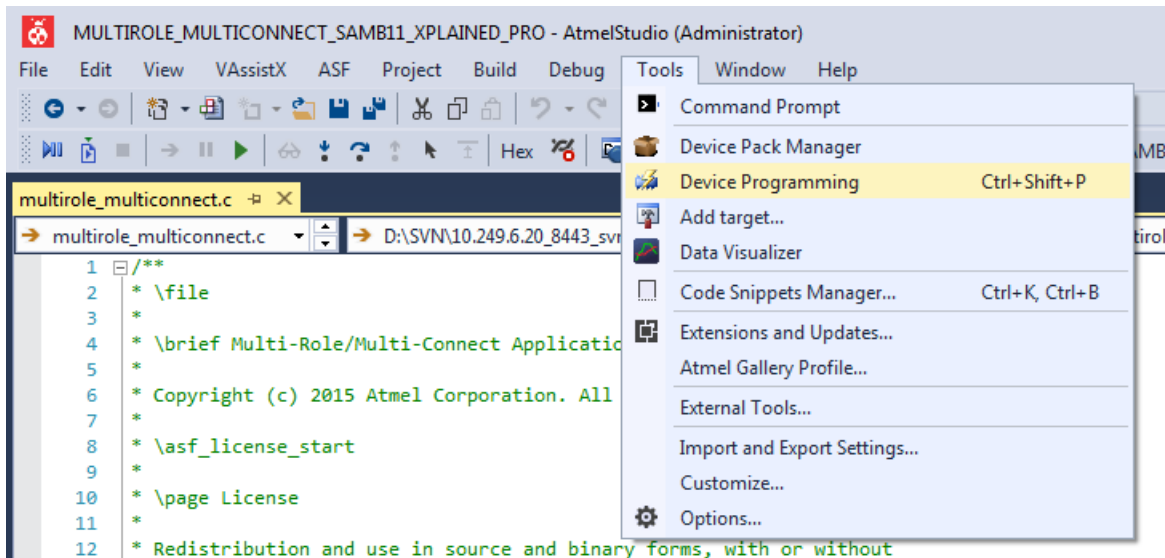 MULTIROLE_MULTICONNECT_SAMB11_XPLAINED_PRO - AtmelStudio (Administrator)
File Edit View VAssistX ASF Project Build Debug Tools Window Help
Hex
Command Prompt
Device Pack Manager
Device Programming Ctrl+Shift+P
Add target...
Data Visualizer
Code Snippets Manager... Ctrl+K, Ctrl+B
Extensions and Updates...
Atmel Gallery Profile...
External Tools...
Import and Export Settings...
Customize...
Options...
multirole_multiconnect.c
multirole_multiconnect.c D:\SVN\10.249.6.20_8443_svn
1 /**
2 * \file
3 *
4 * \brief Multi-Role/Multi-Connect Applicatio
5 *
6 * Copyright (c) 2015 Atmel Corporation. All
7 *
8 * \asf_license_start
9 *
10 * \page License
11 *
12 * Redistribution and use in source and binary forms, with or without